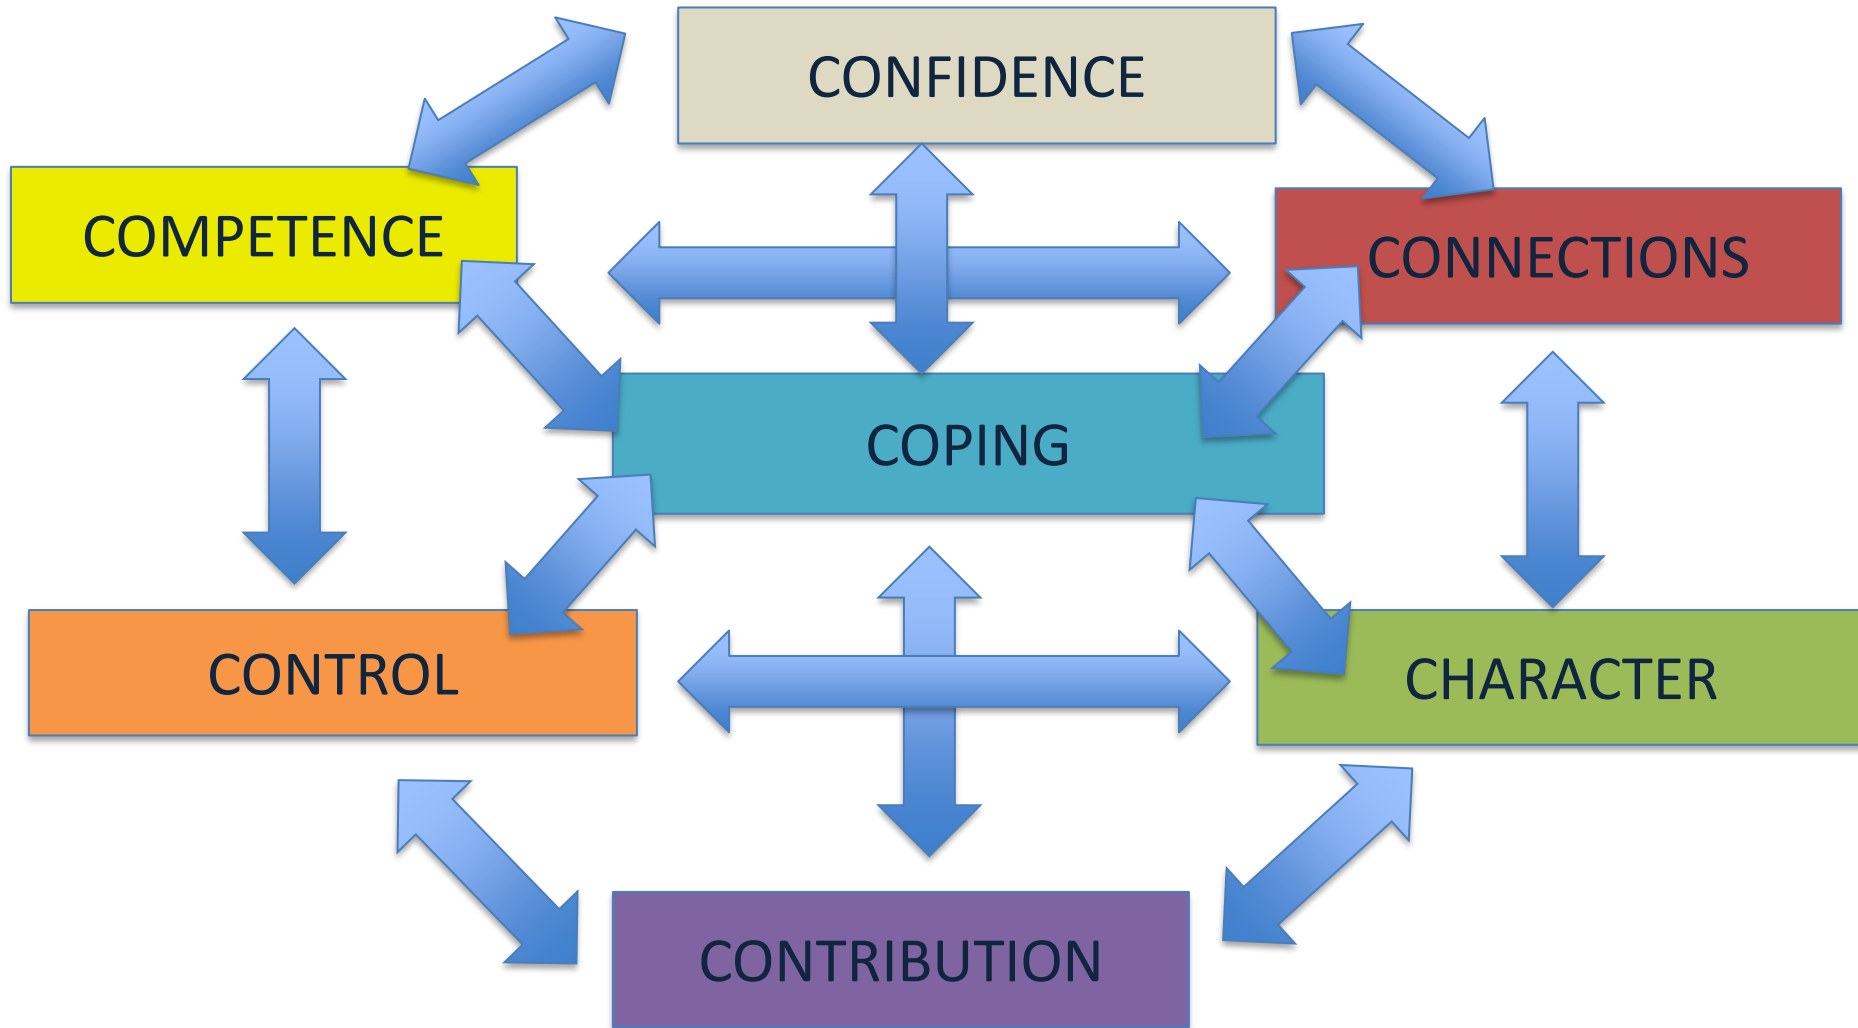 CONFIDENCE
COMPETENCE
CONNECTIONS
COPING
CONTROL
CHARACTER
CONTRIBUTION